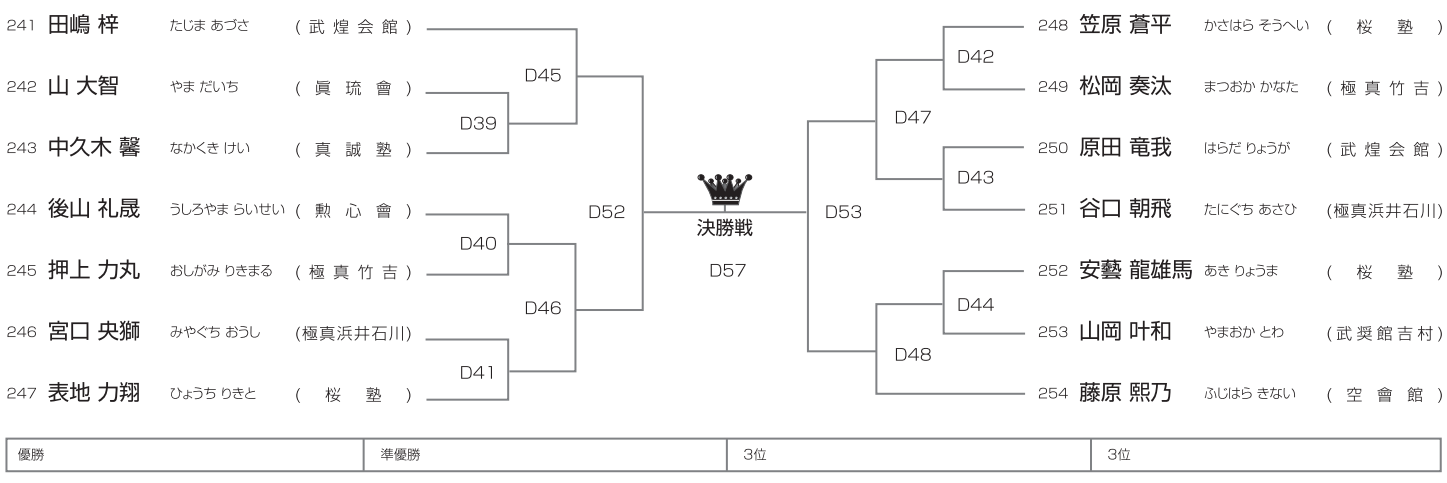 241 田嶋 梓 たじま あづさ (武煌会館)
242 山 大智 やま だいち (眞琉會)
243 中久木 馨 なかくき けい (真誠塾)
244 後山 礼晟 うしろやま らいせい (勲心會)
245 押上 力丸 おしがみ りきまる (極真竹吉)
246 宮口 央獅 みやぐち おうし (極真浜井石川)
247 表地 力翔 ひょうち りきと (桜塾)
D45
D39
D40
D46
D41
D52
決勝戦
D57
D53
D42
D47
D43
D44
D48
248 笠原 蒼平 かさはら そうへい (桜塾)
249 松岡 奏汰 まつおか かなた (極真竹吉)
250 原田 竜我 はらだ りょうが (武煌会館)
251 谷口 朝飛 たにぐち あさひ (極真浜井石川)
252 安藝 龍雄馬 あき りょうま (桜塾)
253 山岡 叶和 やまおか とわ (武奨館吉村)
254 藤原 熙乃 ふじはら きない (空會館)
優勝 準優勝 3位 3位